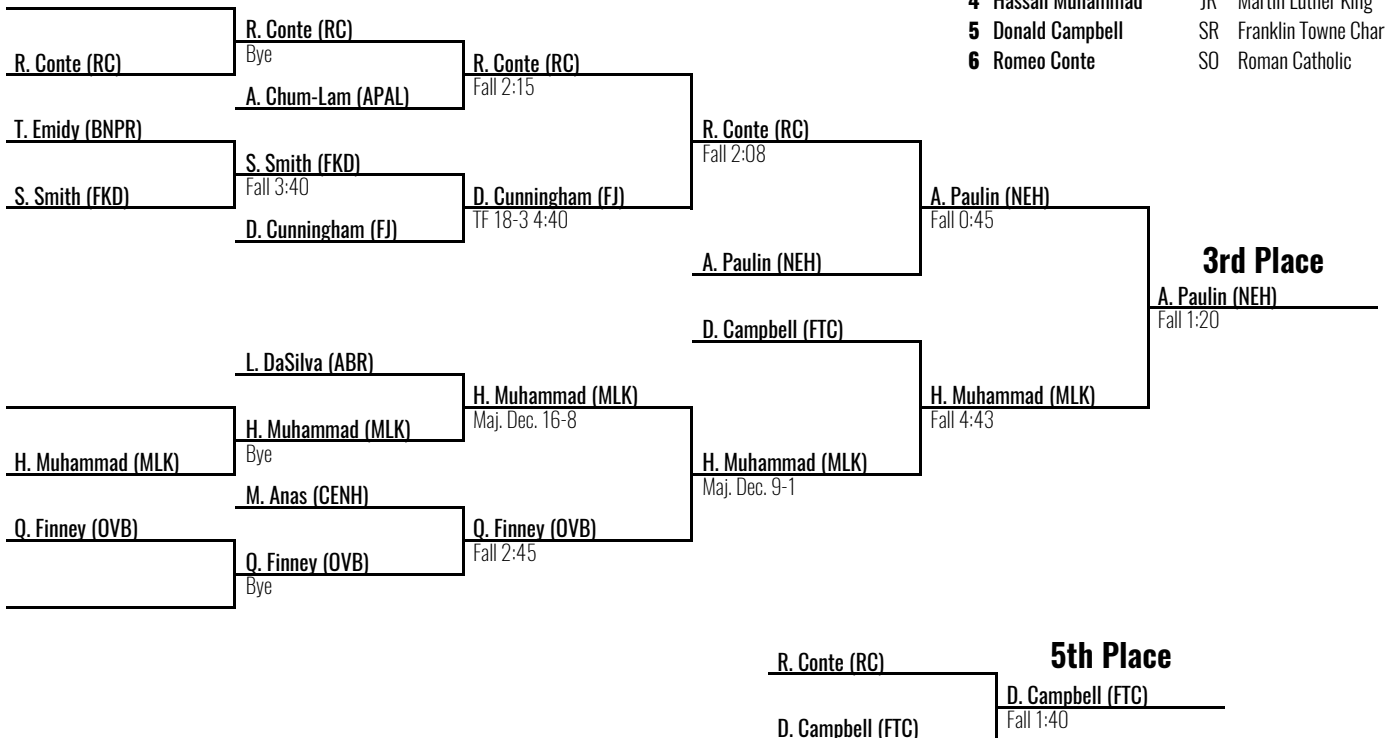 4 Hassan Muhammad JR Martin Luther King
5 Donald Campbell SR Franklin Towne Char
6 Romeo Conte SO Roman Catholic
R. Conte (RC)
Bye
R. Conte (RC)
R. Conte (RC)
Fall 2:15
A. Chum-Lam (APAL)
T. Emidy (BNPR)
R. Conte (RC)
Fall 2:08
S. Smith (FKD)
Fall 3:40
S. Smith (FKD)
D. Cunningham (FJ)
TF 18-3 4:40
A. Paulin (NEH)
Fall 0:45
D. Cunningham (FJ)
A. Paulin (NEH)
3rd Place
A. Paulin (NEH)
Fall 1:20
D. Campbell (FTC)
L. DaSilva (ABR)
H. Muhammad (MLK)
Maj. Dec. 16-8
H. Muhammad (MLK)
Fall 4:43
H. Muhammad (MLK)
Bye
H. Muhammad (MLK)
H. Muhammad (MLK)
Maj. Dec. 9-1
M. Anas (CENH)
Q. Finney (OVB)
Q. Finney (OVB)
Fall 2:45
Q. Finney (OVB)
Bye
5th Place
R. Conte (RC)
D. Campbell (FTC)
Fall 1:40
D. Campbell (FTC)